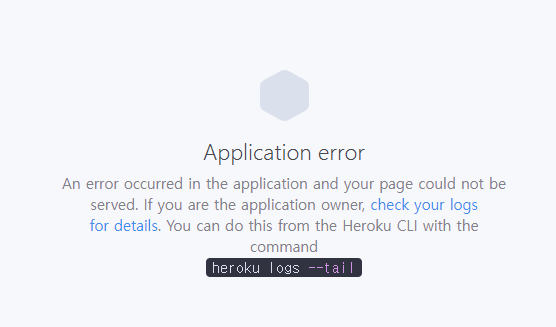 Application error
An error occurred in the application and your page could not be
served. If you are the application owner, check your logs
for details. You can do this from the Heroku CLI with the
command
heroku logs --tail